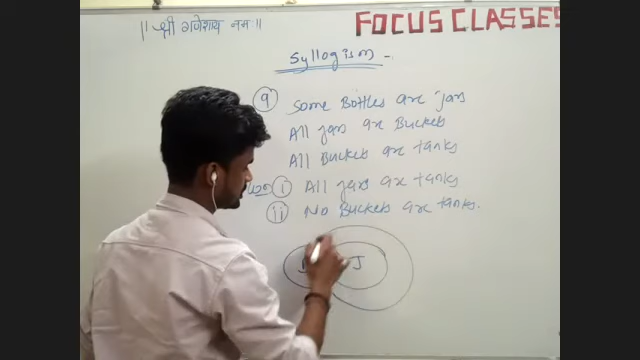 || श्री गणेशाय नमः ||
FOCUS CLASSES
Syllogism
9 Some Bottles are jars
All jars are Buckets
All Buckets are tanks
i All jars are tanks
ii No Buckets are tanks.
J